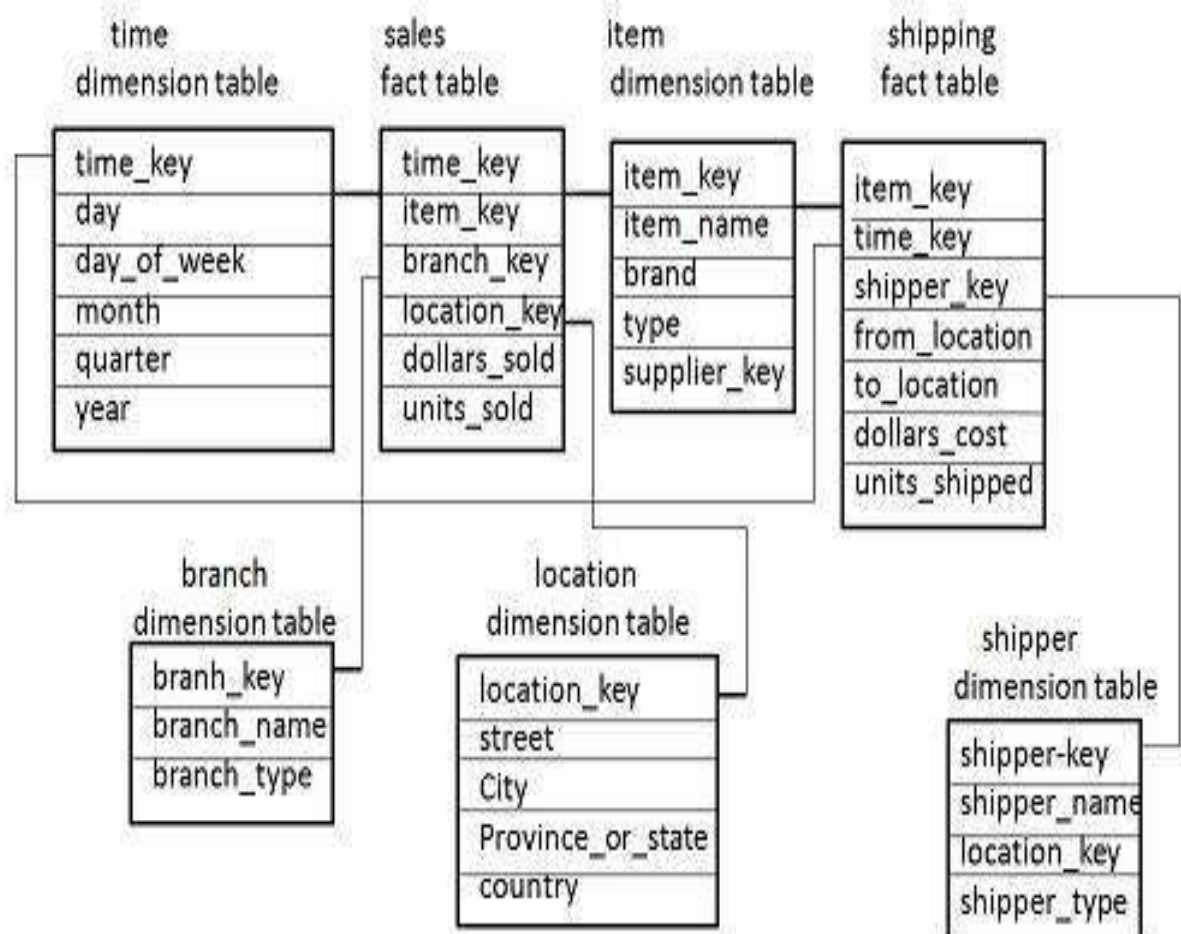 time
dimension table
time_key
day
day_of_week
month
quarter
year
sales
fact table
time_key
item_key
branch_key
location_key
dollars_sold
units_sold
item
dimension table
item_key
item_name
brand
type
supplier_key
shipping
fact table
item_key
time_key
shipper_key
from_location
to_location
dollars_cost
units_shipped
branch
dimension table
branh_key
branch_name
branch_type
location
dimension table
location_key
street
City
Province_or_state
country
shipper
dimension table
shipper-key
shipper_name
location_key
shipper_type